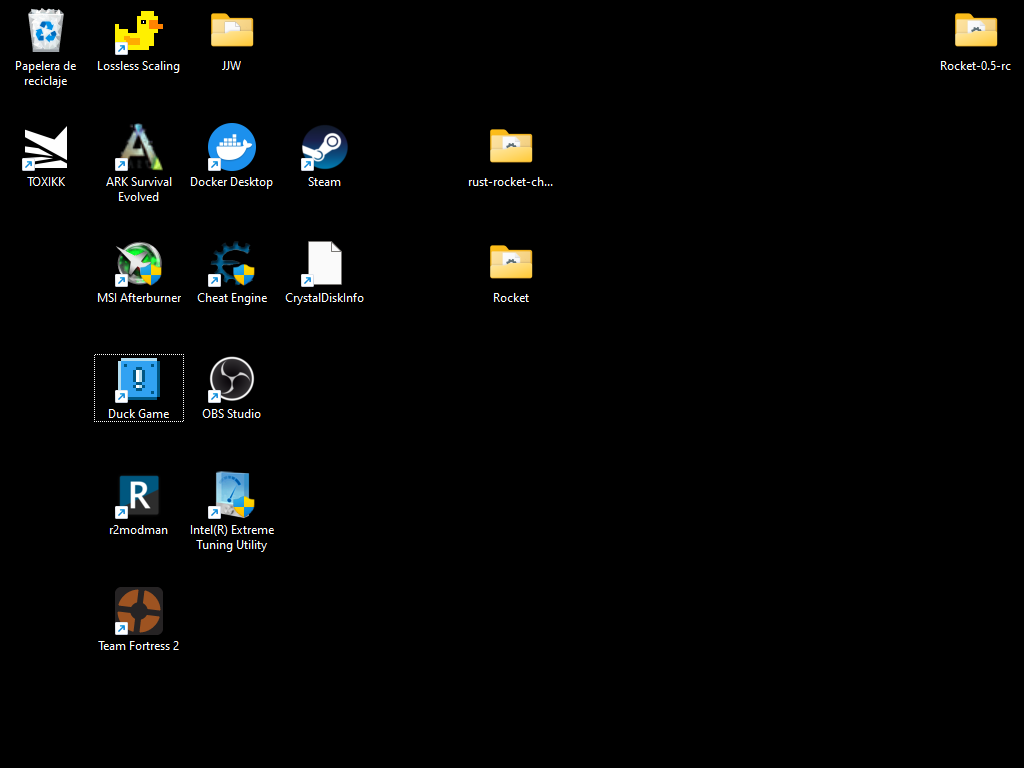 Papelera de
reciclaje
Lossless Scaling
JJW
Rocket-0.5-rc
TOXIKK
ARK Survival
Evolved
Docker Desktop
Steam
rust-rocket-ch...
MSI Afterburner
Cheat Engine
CrystalDiskInfo
Rocket
Duck Game
OBS Studio
R
r2modman
Intel(R) Extreme
Tuning Utility
Team Fortress 2